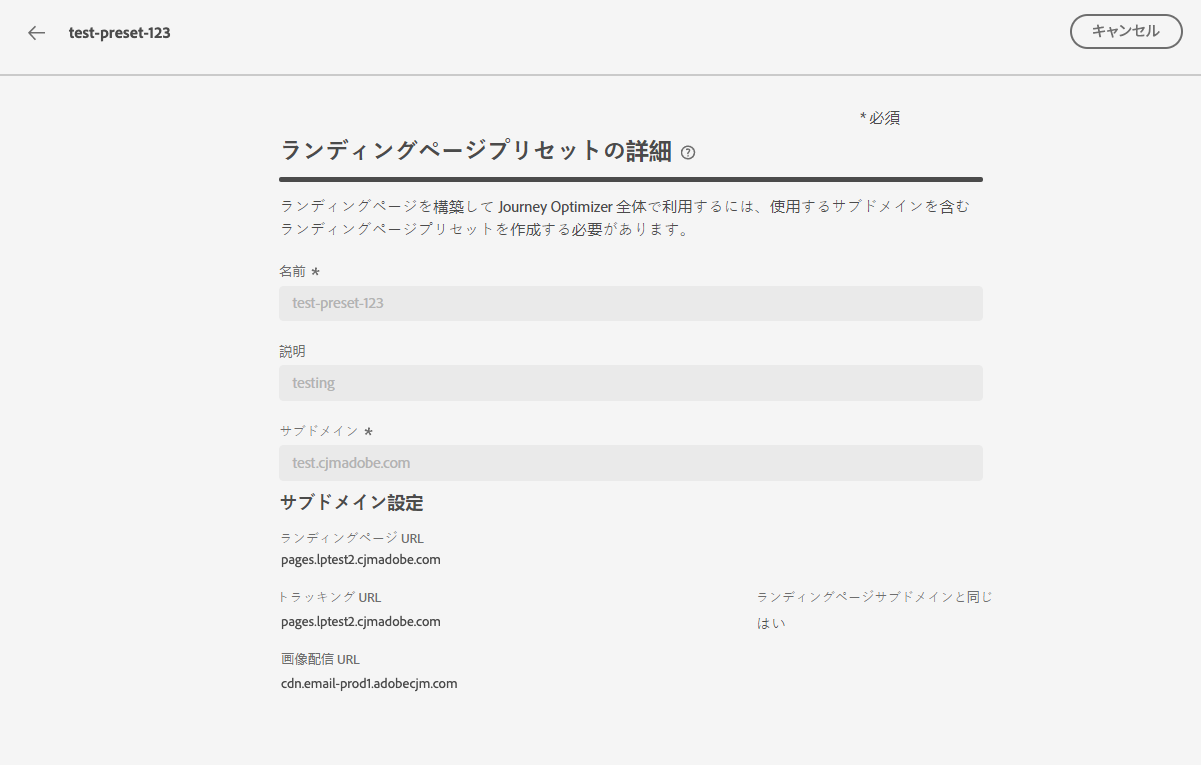 test-preset-123
キャンセル
* 必須
ランディングページプリセットの詳細
ランディングページを構築して Journey Optimizer 全体で利用するには、使用するサブドメインを含む
ランディングページプリセットを作成する必要があります。
名前 *
test-preset-123
説明
testing
サブドメイン *
test.cjmadobe.com
サブドメイン設定
ランディングページ URL
pages.lptest2.cjmadobe.com
トラッキング URL
ランディングページサブドメインと同じ
pages.lptest2.cjmadobe.com
はい
画像配信 URL
cdn.email-prod1.adobecjm.com